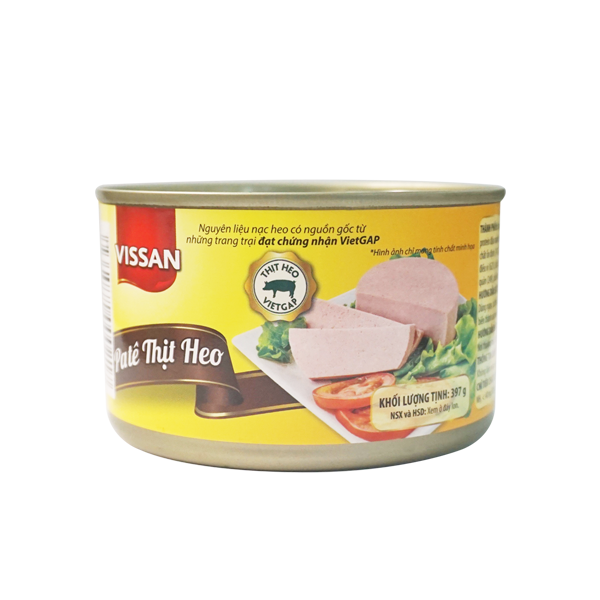 VISSAN
Nguyên liệu nạc heo có nguồn gốc từ
những trang trại đạt chứng nhận VietGAP
*Hình ảnh chỉ mang tính chất minh họa
THỊT HEO
VIETGAP
Patê Thịt Heo
KHỐI LƯỢNG TỊNH: 397 g
NSX và HSD: Xem ở đáy lon.